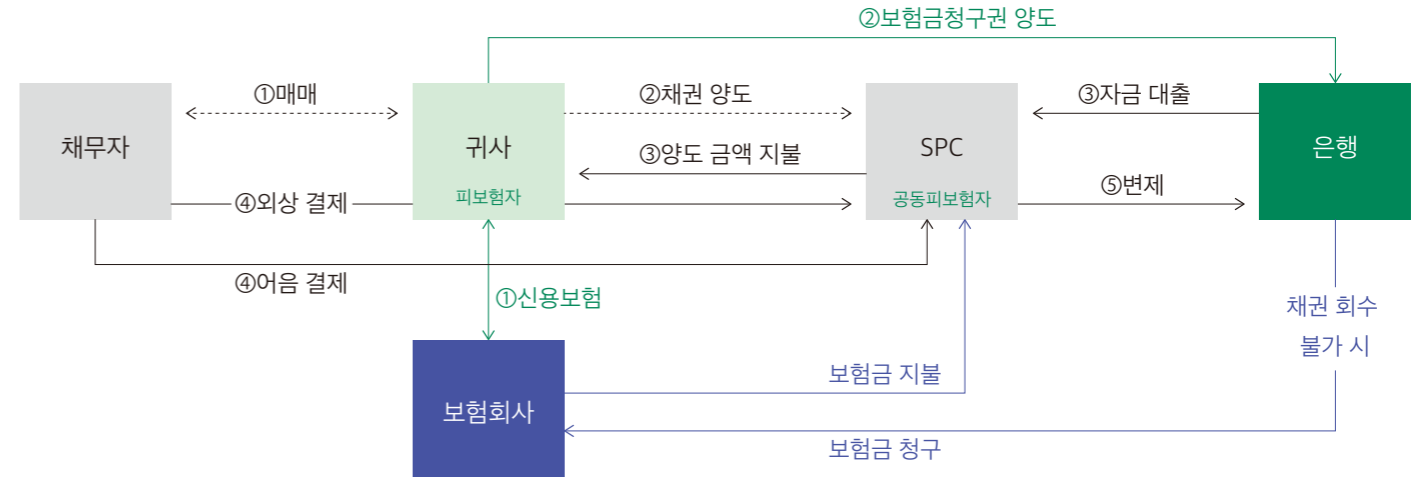 ②보험금청구권 양도
①매매
②채권 양도
③자금 대출
채무자
귀사
SPC
은행
③양도 금액 지불
⑤변제
피보험자
공동피보험자
④외상 결제
④어음 결제
①신용보험
채권 회수
불가 시
보험금 지불
보험회사
보험금 청구